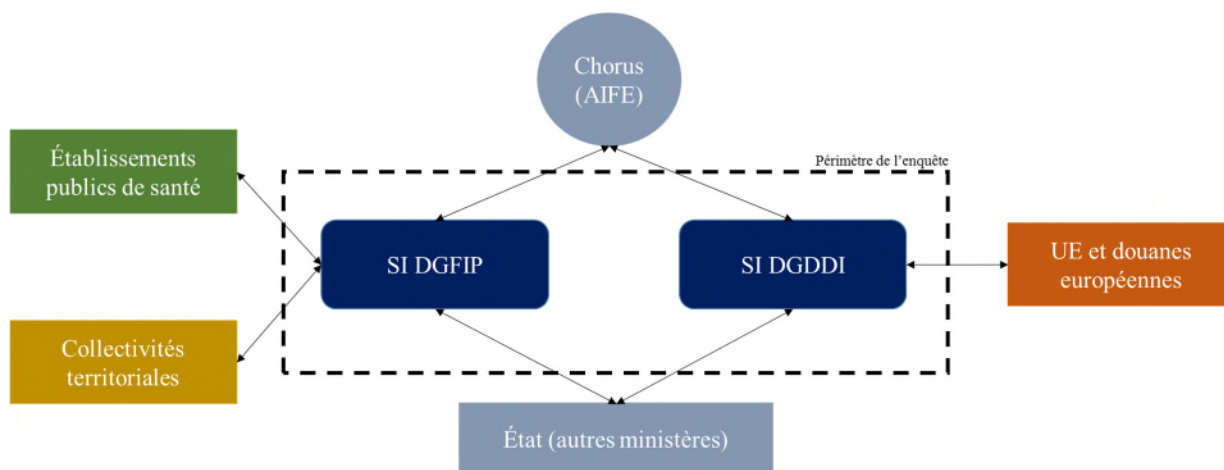 Chorus
(AIFE)
Établissements
publics de santé
Périmètre de l'enquête
SI DGFIP
SI DGDDI
UE et douanes
européennes
Collectivités
territoriales
État (autres ministères)